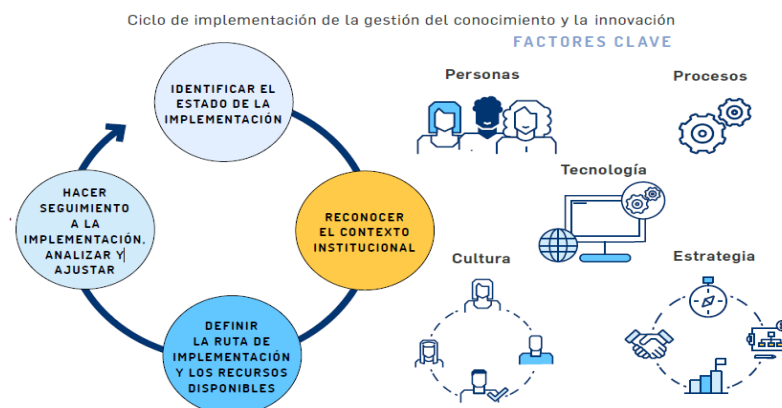 Ciclo de implementación de la gestión del conocimiento y la innovación
FACTORES CLAVE
IDENTIFICAR EL
ESTADO DE LA
IMPLEMENTACIÓN
RECONOCER
EL CONTEXTO
INSTITUCIONAL
DEFINIR
LA RUTA DE
IMPLEMENTACIÓN
Y LOS RECURSOS
DISPONIBLES
HACER
SEGUIMIENTO
A LA
IMPLEMENTACIÓN,
ANALIZAR Y
AJUSTAR
Personas
Procesos
Tecnología
Cultura
Estrategia